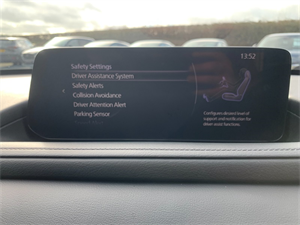 13:52
Safety Settings
Driver Assistance System
Safety Alerts
Collision Avoidance
Driver Attention Alert
Parking Sensor
Configures desired level of
support and notification for
driver assist functions.